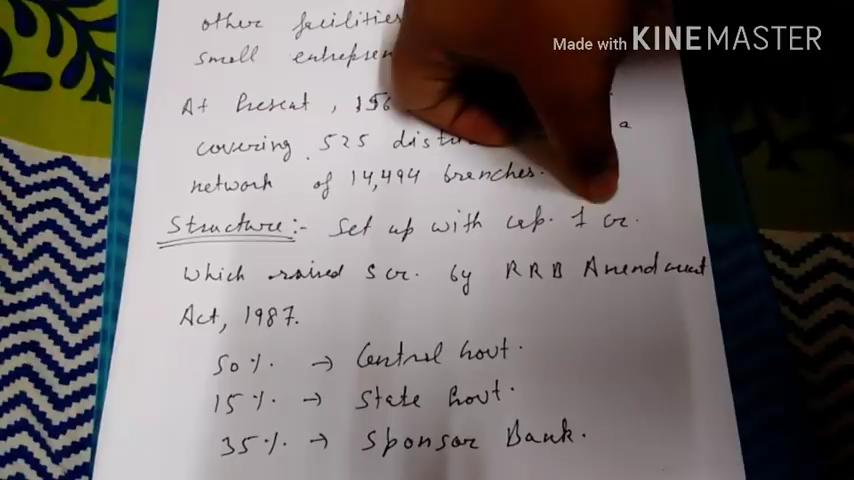 other facilities
small
Made with KINEMASTER
At Present, 196
a
covering 525
network of 14,494 branches.
Structure:- Set up with cap. 1 cr.
Which raised 5 cr. by RRB Amendment
Act, 1987.
50% → Central Govt.
15% → State Govt.
35% → Sponsor Bank.